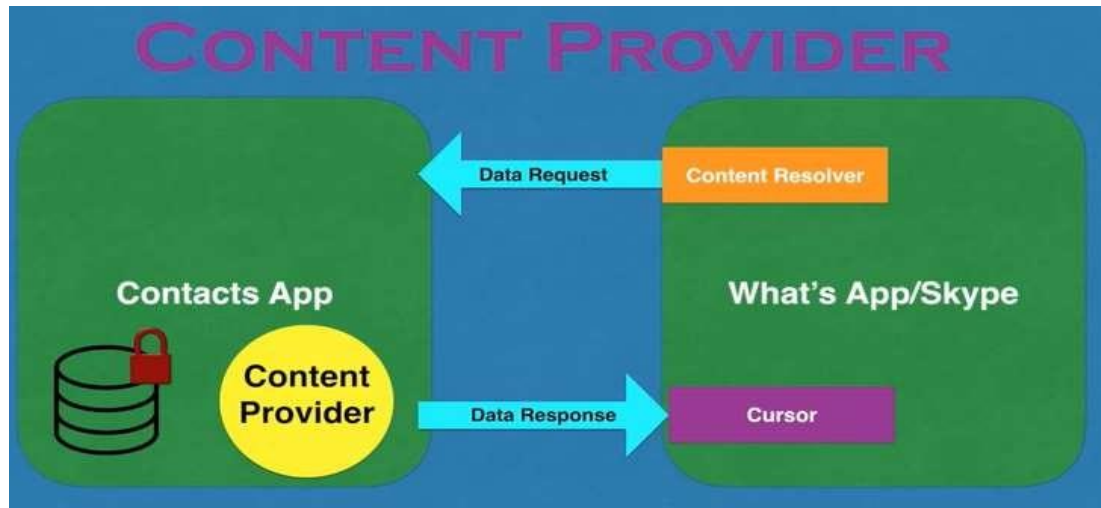 CONTENT PROVIDER
Data Request
Content Resolver
Contacts App
What's App/Skype
Content
Provider
Data Response
Cursor